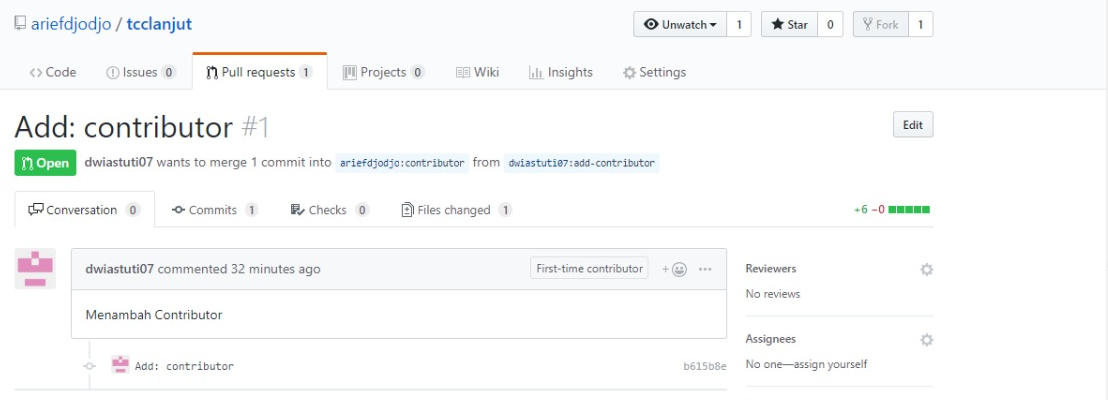 ariefdjodjo / tcclanjut
Unwatch 1 Star 0 Fork 1
Code Issues 0 Pull requests 1 Projects 0 Wiki Insights Settings
Add: contributor #1
Edit
Open dwiastuti07 wants to merge 1 commit into ariefdjodjo:contributor from dwiastuti07:add-contributor
Conversation 0 Commits 1 Checks 0 Files changed 1 +6 −0
dwiastuti07 commented 32 minutes ago First-time contributor
Menambah Contributor
Add: contributor b615b8e
Reviewers
No reviews
Assignees
No one—assign yourself